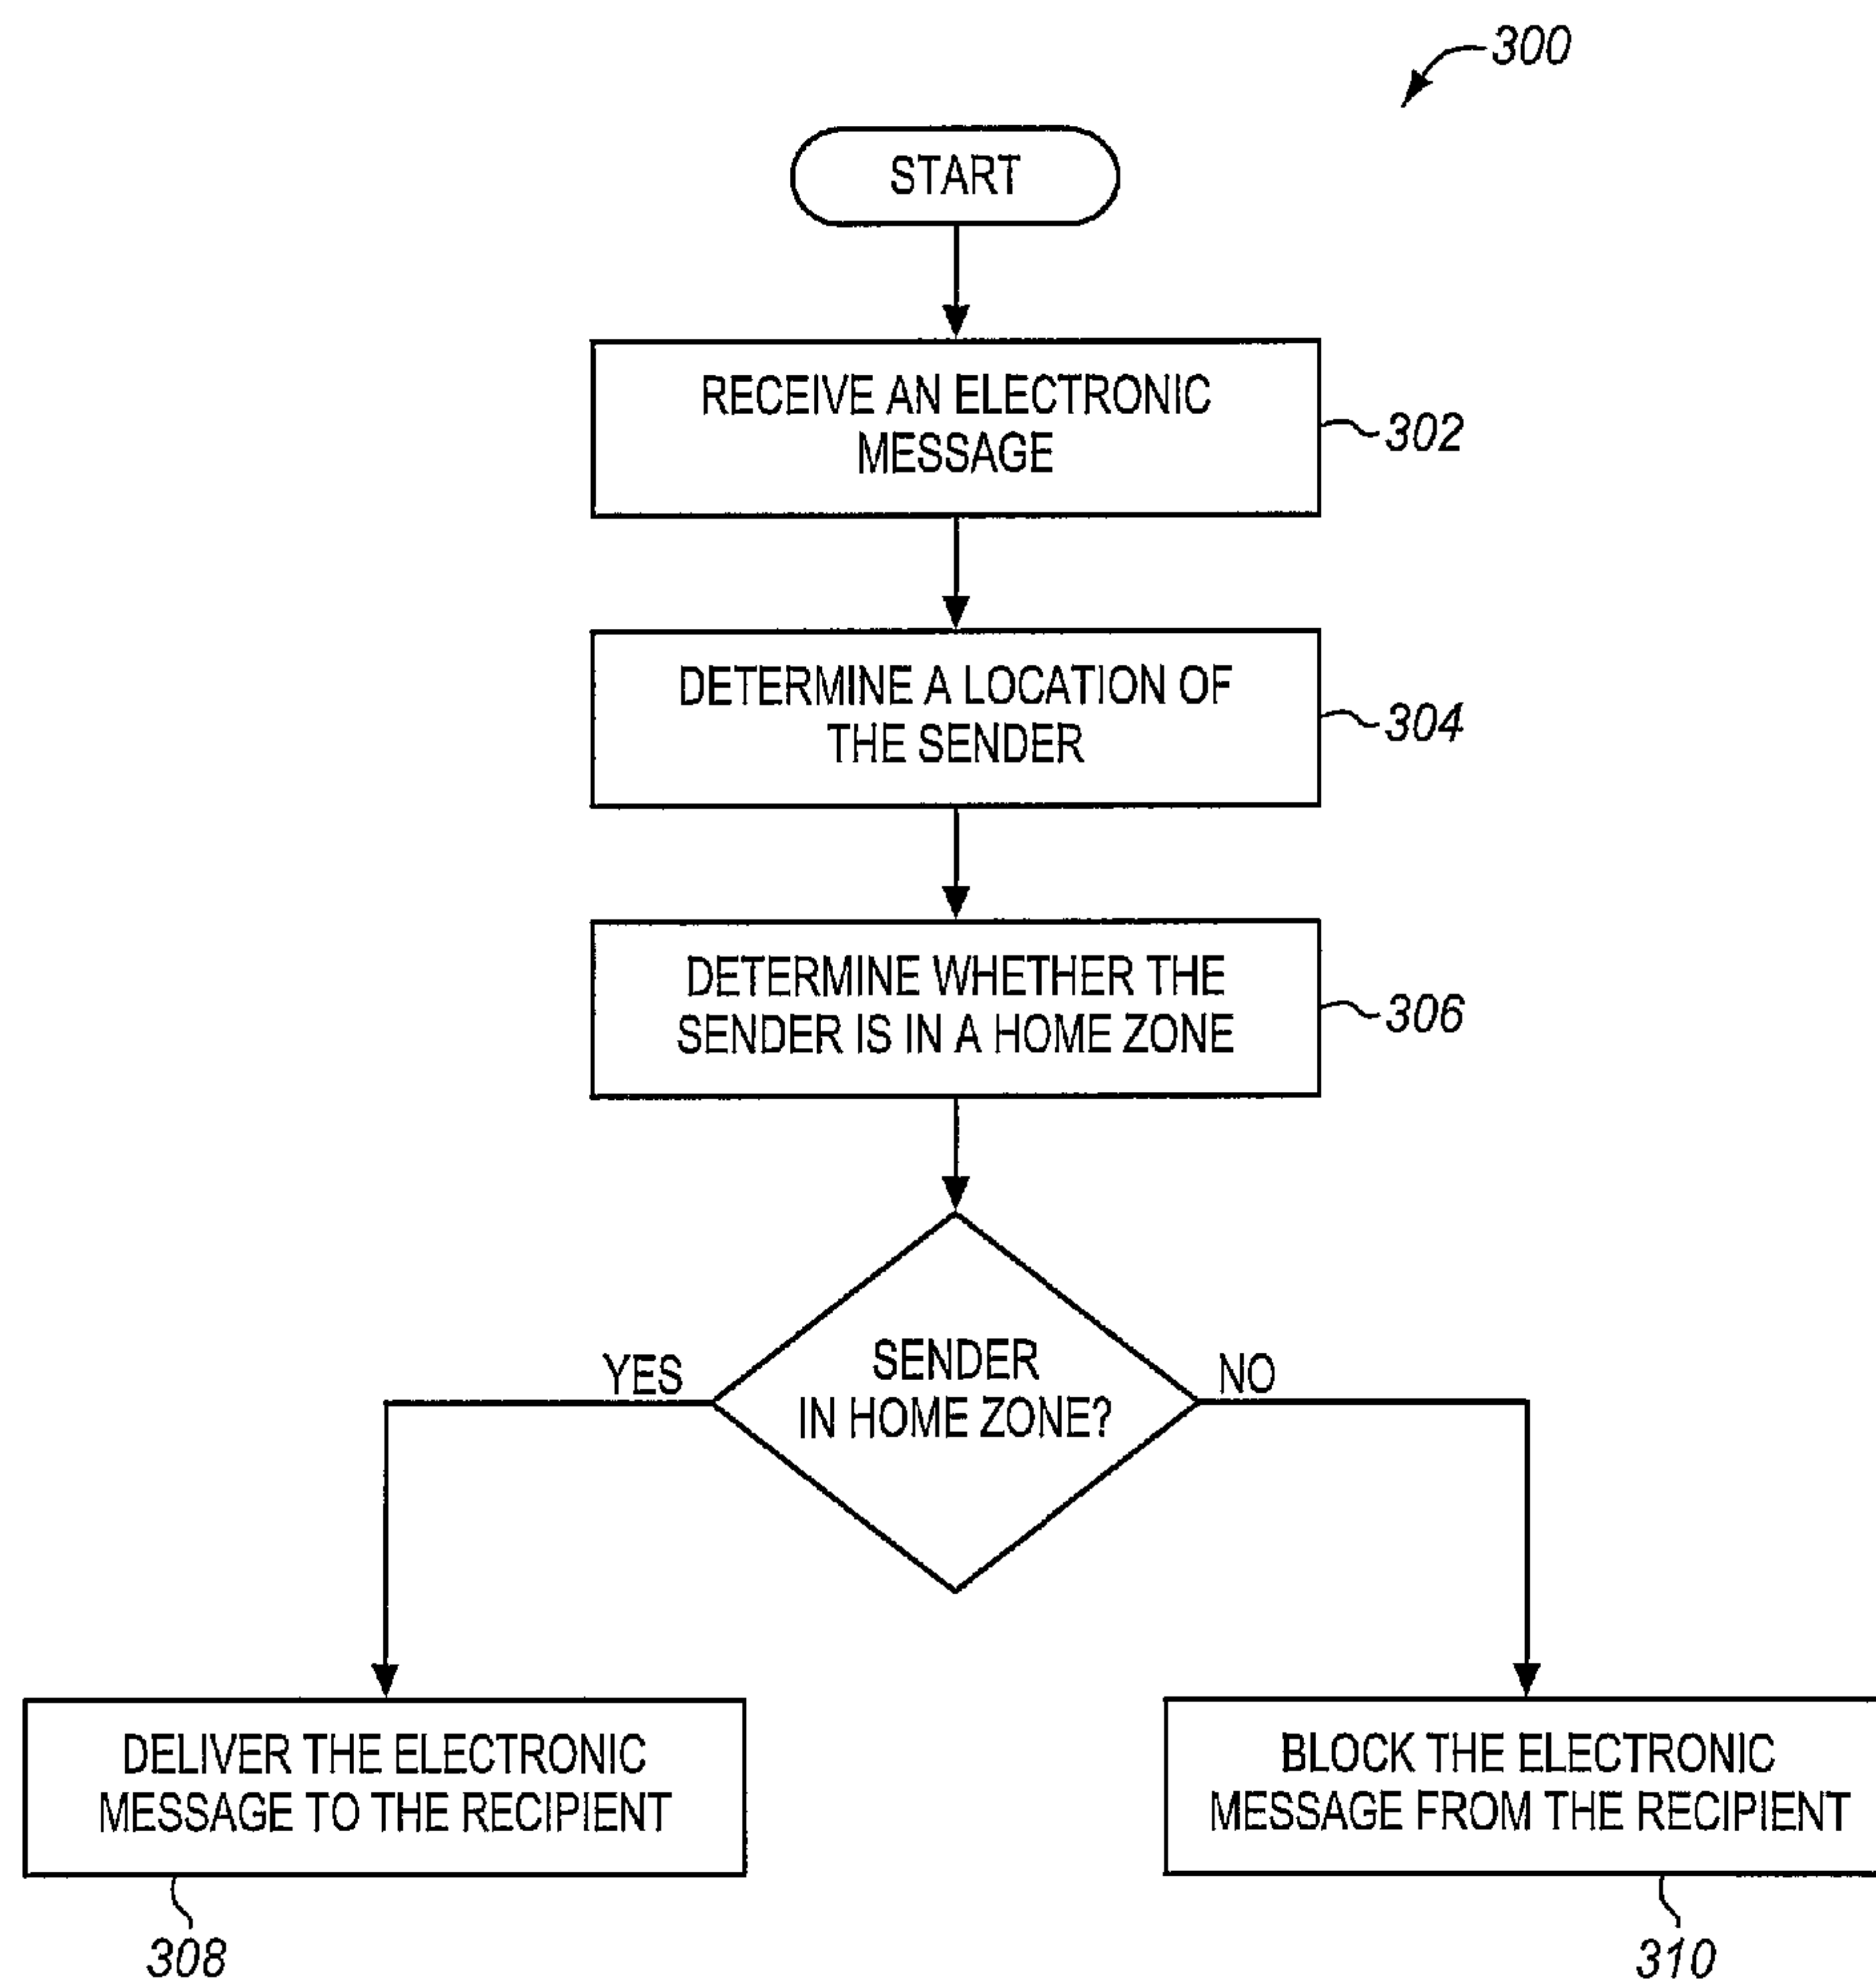 300
START
RECEIVE AN ELECTRONIC
MESSAGE
302
DETERMINE A LOCATION OF
THE SENDER
304
DETERMINE WHETHER THE
SENDER IS IN A HOME ZONE
306
SENDER
IN HOME ZONE?
YES
NO
DELIVER THE ELECTRONIC
MESSAGE TO THE RECIPIENT
308
BLOCK THE ELECTRONIC
MESSAGE FROM THE RECIPIENT
310